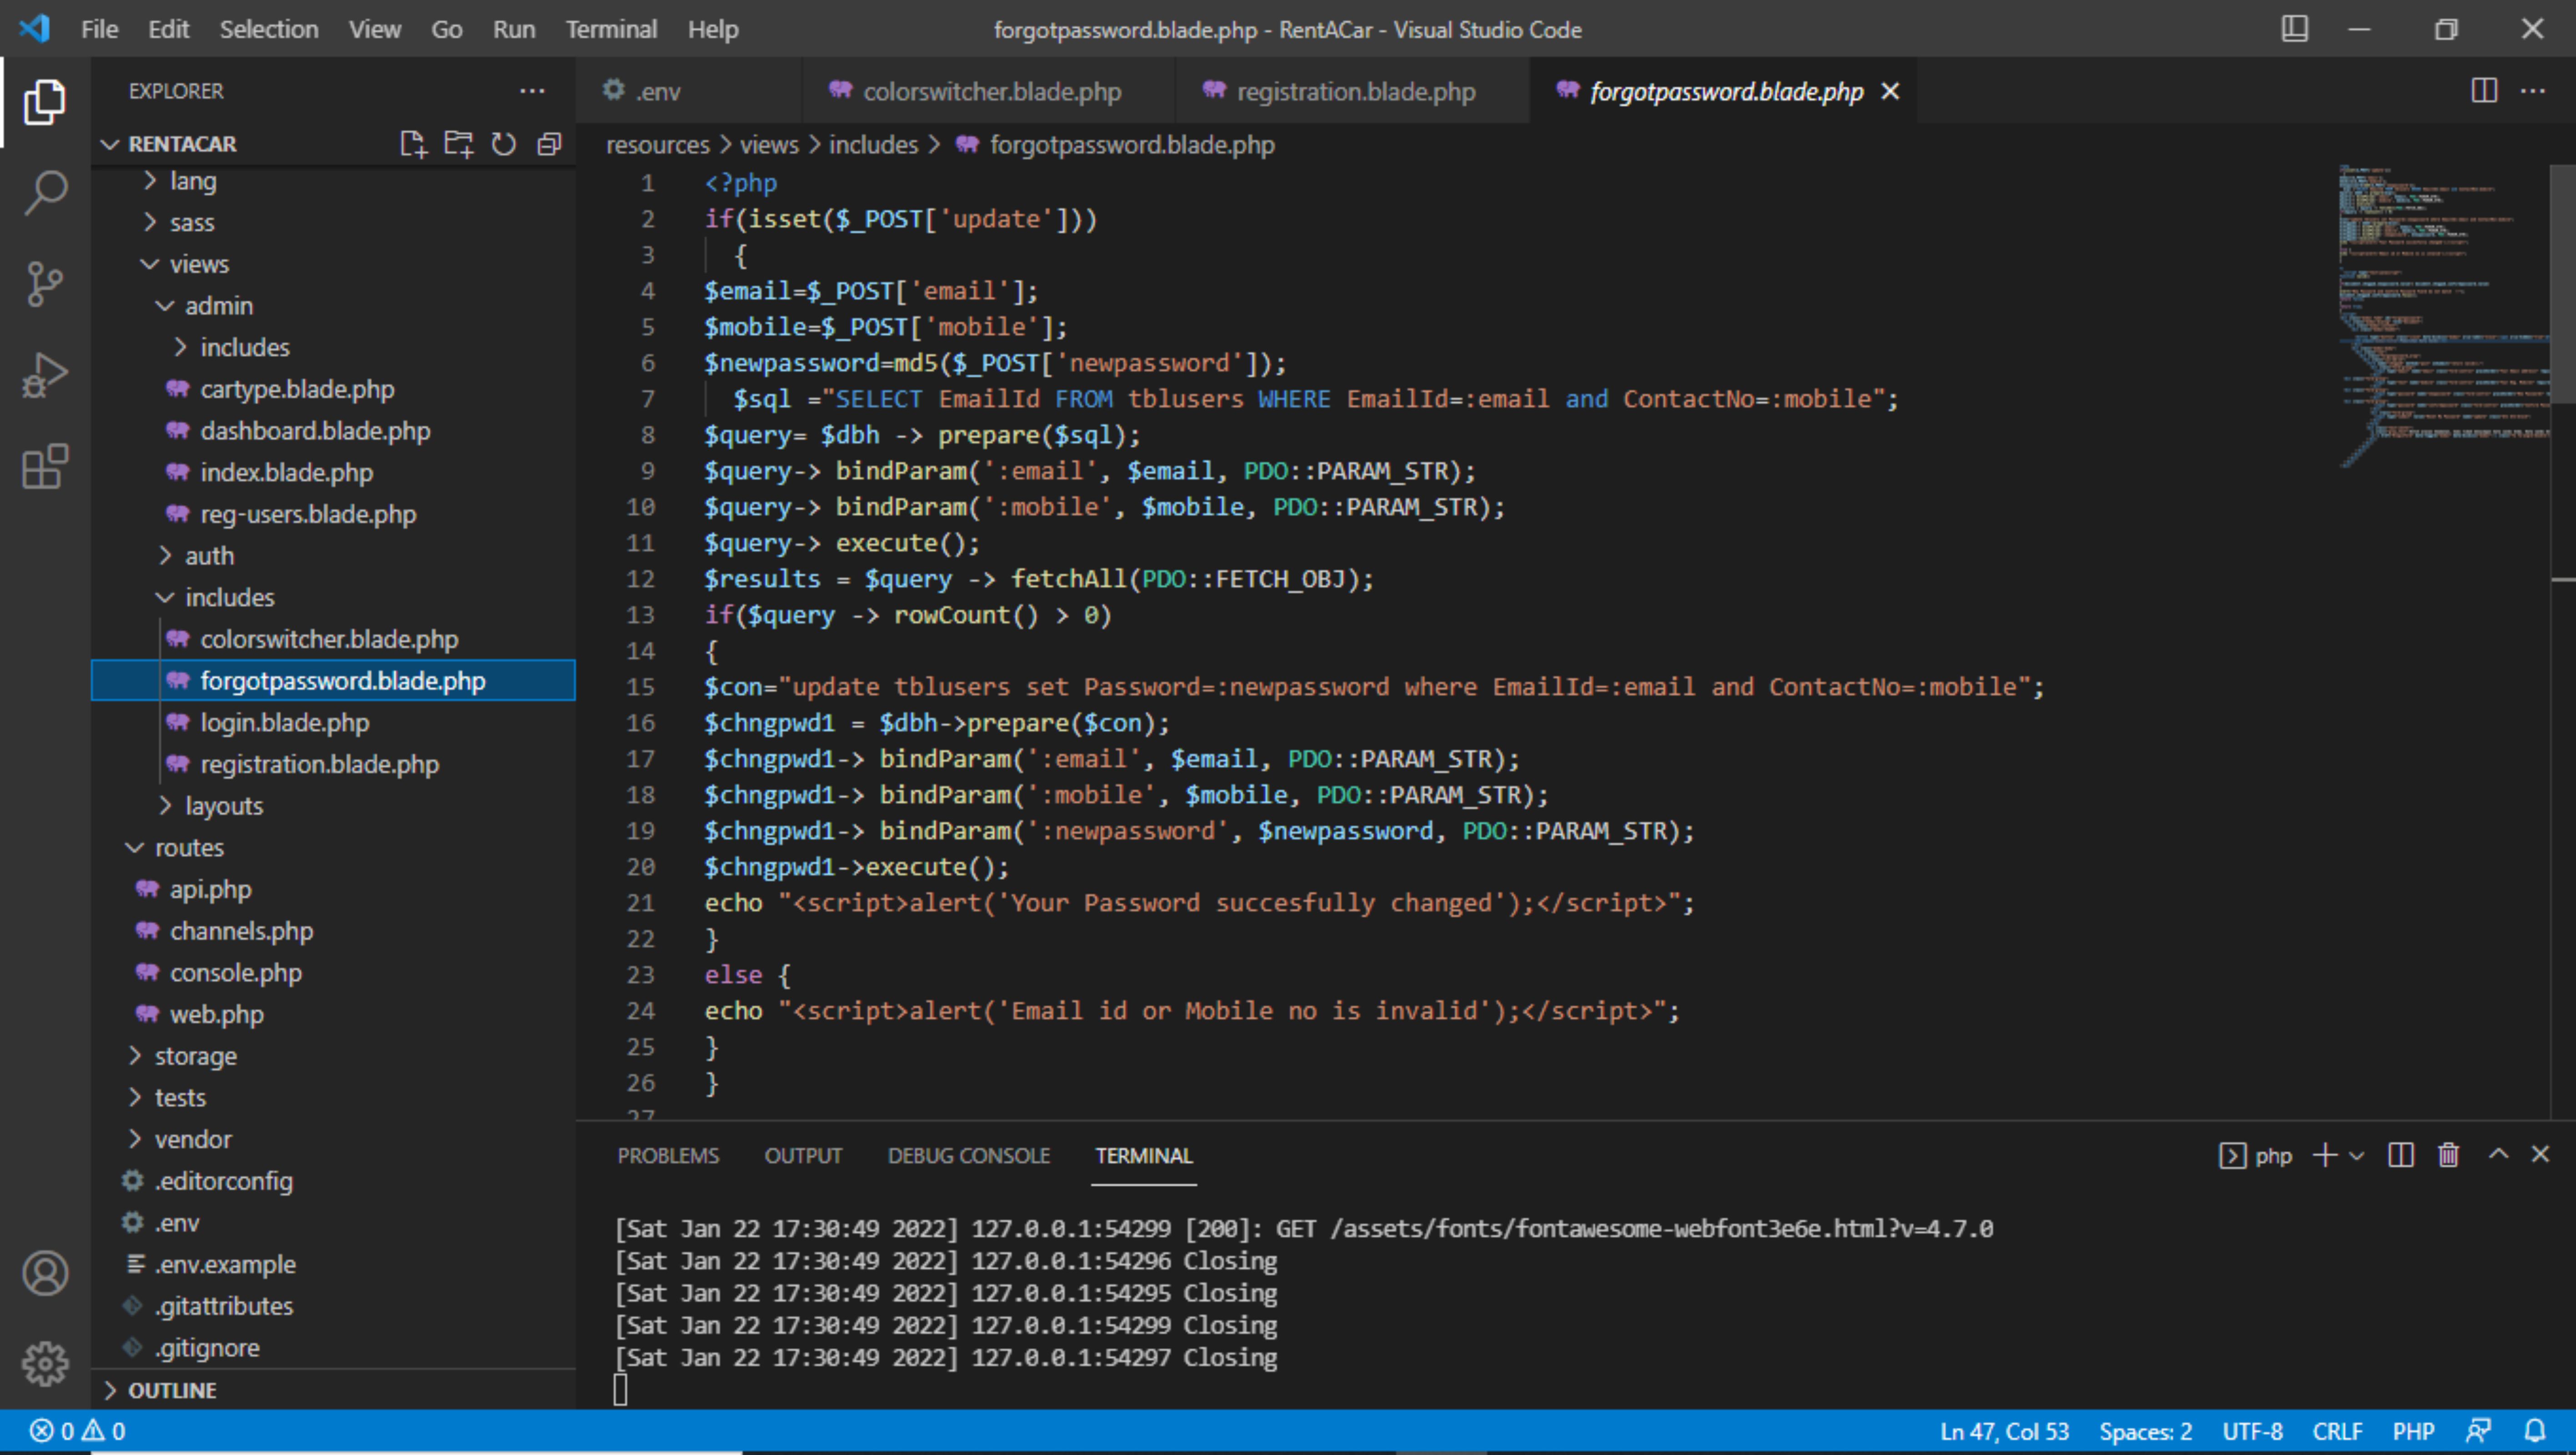 File Edit Selection View Go Run Terminal Help
forgotpassword.blade.php - RentACar - Visual Studio Code
EXPLORER
RENTACAR
lang
sass
views
admin
includes
cartype.blade.php
dashboard.blade.php
index.blade.php
reg-users.blade.php
auth
includes
colorswitcher.blade.php
forgotpassword.blade.php
login.blade.php
registration.blade.php
layouts
routes
api.php
channels.php
console.php
web.php
storage
tests
vendor
.editorconfig
.env
.env.example
.gitattributes
.gitignore
OUTLINE
.env colorswitcher.blade.php registration.blade.php forgotpassword.blade.php
resources > views > includes > forgotpassword.blade.php
1 <?php
2 if(isset($_POST['update']))
3 {
4 $email=$_POST['email'];
5 $mobile=$_POST['mobile'];
6 $newpassword=md5($_POST['newpassword']);
7 $sql ="SELECT EmailId FROM tblusers WHERE EmailId=:email and ContactNo=:mobile";
8 $query= $dbh -> prepare($sql);
9 $query-> bindParam(':email', $email, PDO::PARAM_STR);
10 $query-> bindParam(':mobile', $mobile, PDO::PARAM_STR);
11 $query-> execute();
12 $results = $query -> fetchAll(PDO::FETCH_OBJ);
13 if($query -> rowCount() > 0)
14 {
15 $con="update tblusers set Password=:newpassword where EmailId=:email and ContactNo=:mobile";
16 $chngpwd1 = $dbh->prepare($con);
17 $chngpwd1-> bindParam(':email', $email, PDO::PARAM_STR);
18 $chngpwd1-> bindParam(':mobile', $mobile, PDO::PARAM_STR);
19 $chngpwd1-> bindParam(':newpassword', $newpassword, PDO::PARAM_STR);
20 $chngpwd1->execute();
21 echo "<script>alert('Your Password succesfully changed');</script>";
22 }
23 else {
24 echo "<script>alert('Email id or Mobile no is invalid');</script>";
25 }
26 }
27
PROBLEMS OUTPUT DEBUG CONSOLE TERMINAL
php
[Sat Jan 22 17:30:49 2022] 127.0.0.1:54299 [200]: GET /assets/fonts/fontawesome-webfont3e6e.html?v=4.7.0
[Sat Jan 22 17:30:49 2022] 127.0.0.1:54296 Closing
[Sat Jan 22 17:30:49 2022] 127.0.0.1:54295 Closing
[Sat Jan 22 17:30:49 2022] 127.0.0.1:54299 Closing
[Sat Jan 22 17:30:49 2022] 127.0.0.1:54297 Closing
0 0
Ln 47, Col 53 Spaces: 2 UTF-8 CRLF PHP